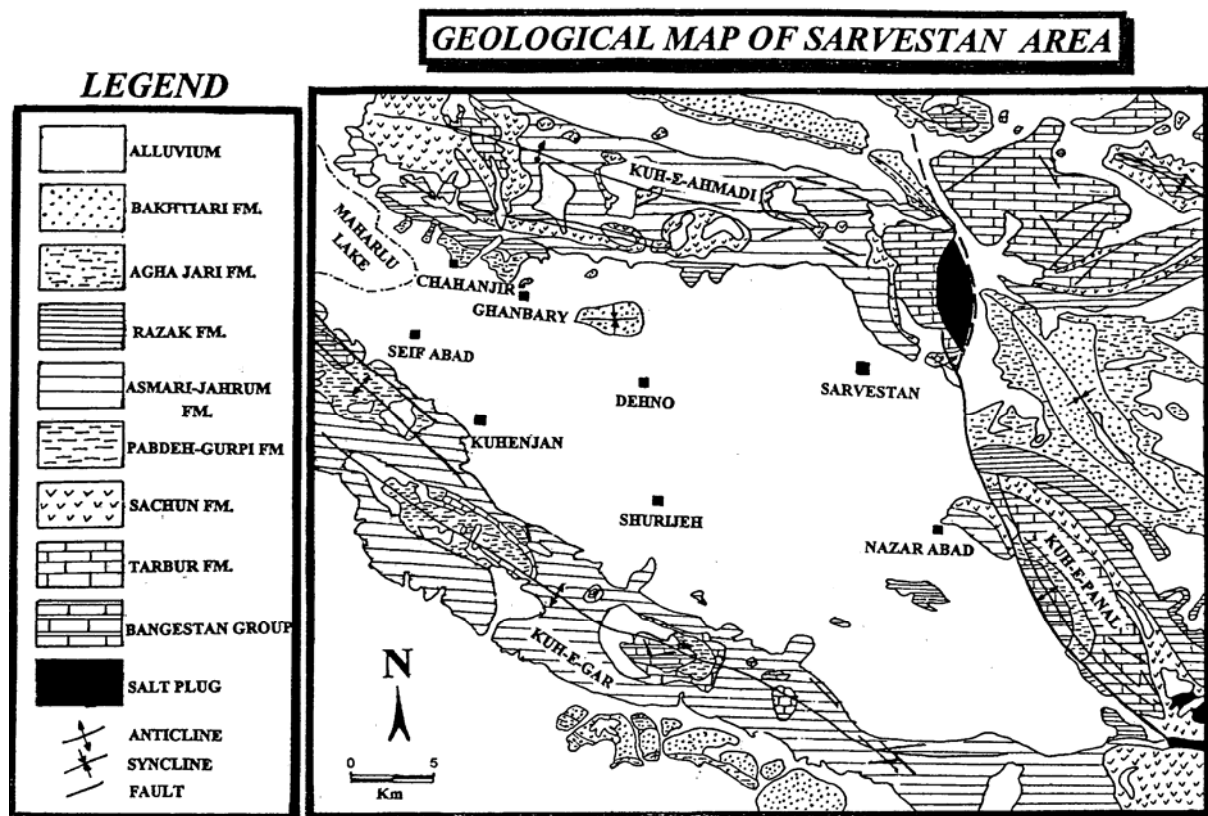 GEOLOGICAL MAP OF SARVESTAN AREA
LEGEND
ALLUVIUM
BAKHTIARI FM.
AGHA JARI FM.
RAZAK FM.
ASMARI-JAHRUM
FM.
PABDEH-GURPI FM
SACHUN FM.
TARBUR FM.
BANGESTAN GROUP
SALT PLUG
ANTICLINE
SYNCLINE
FAULT
KUH-Σ-AHMADI
MAHARLU
LAKE
CHAHANJIR
GHANBARY
SEIF ABAD
DEHNO
SARVESTAN
KUHENJAN
SHURIJEH
NAZAR ABAD
KUH-E-PANAL
KUH-E-GAR
N
0 5
Km